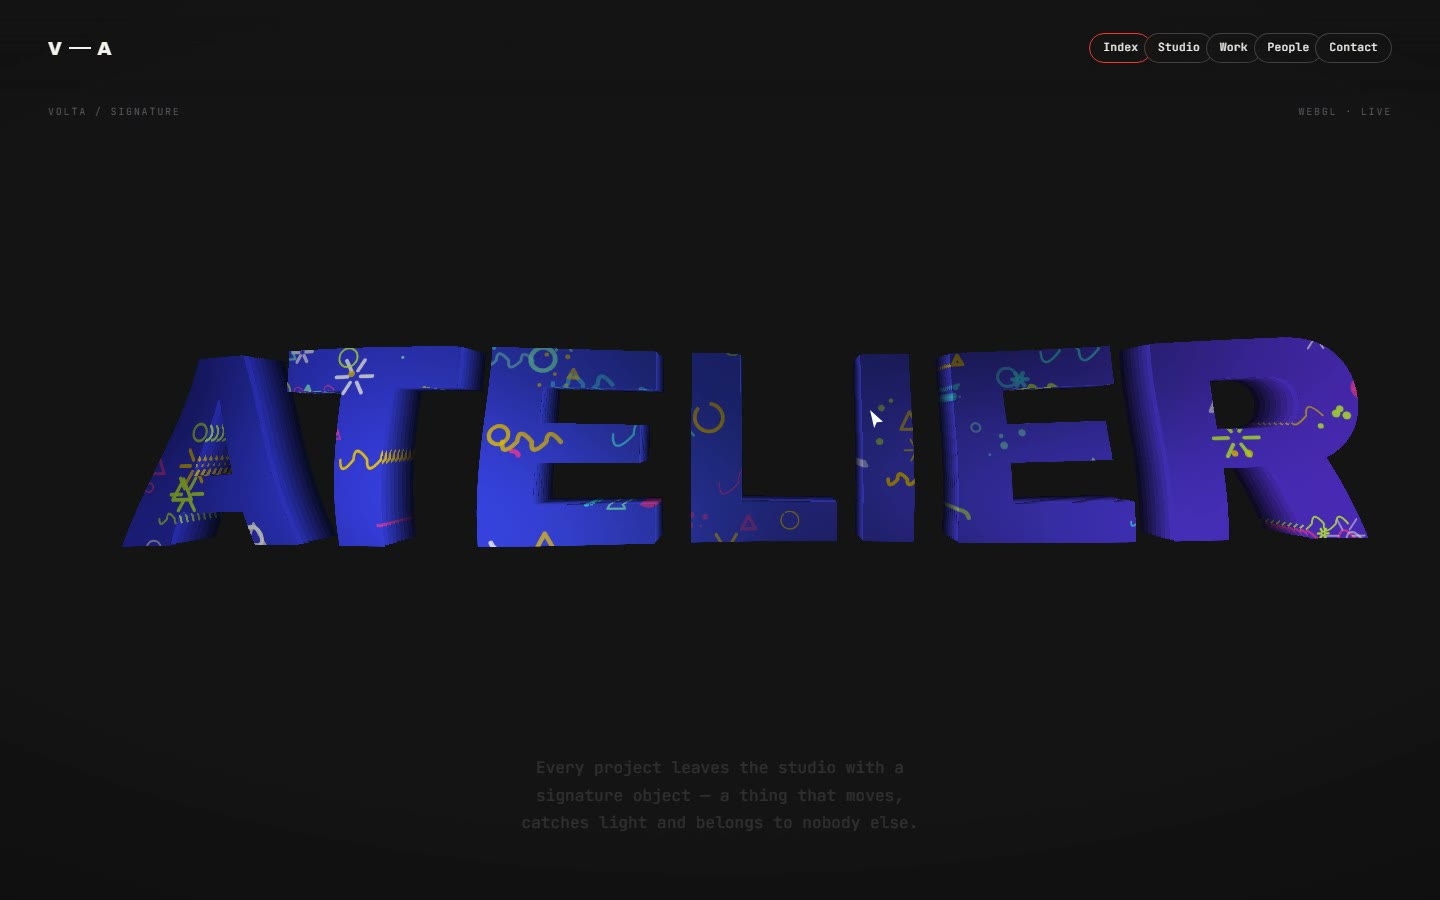 V — A
Index Studio Work People Contact
VOLTA / SIGNATURE
WEBGL · LIVE
ATELIER
Every project leaves the studio with a
signature object — a thing that moves,
catches light and belongs to nobody else.